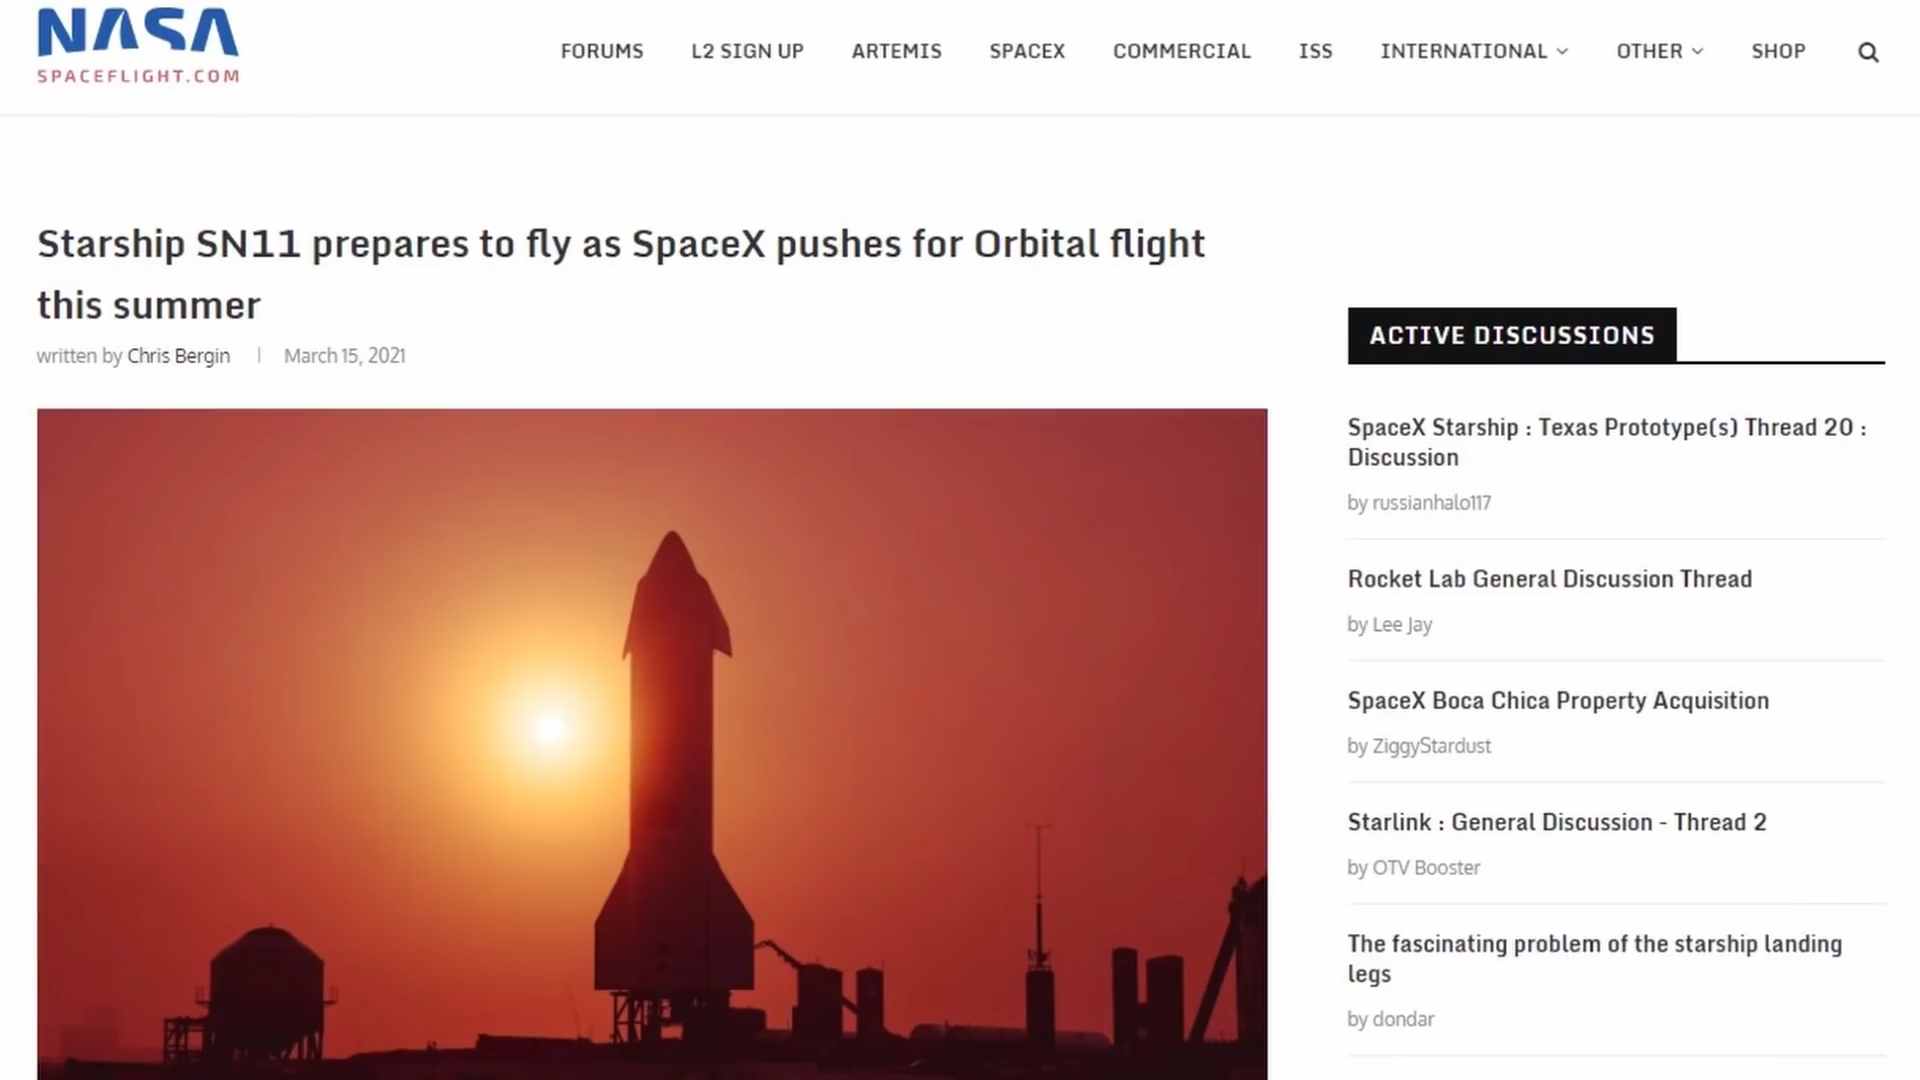 NASA
SPACEFLIGHT.COM
FORUMS
L2 SIGN UP
ARTEMIS
SPACEX
COMMERCIAL
ISS
INTERNATIONAL
OTHER
SHOP
Starship SN11 prepares to fly as SpaceX pushes for Orbital flight
this summer
written by Chris Bergin | March 15, 2021
ACTIVE DISCUSSIONS
SpaceX Starship : Texas Prototype(s) Thread 20 :
Discussion
by russianhalo117
Rocket Lab General Discussion Thread
by Lee Jay
SpaceX Boca Chica Property Acquisition
by ZiggyStardust
Starlink : General Discussion - Thread 2
by OTV Booster
The fascinating problem of the starship landing
legs
by dondar